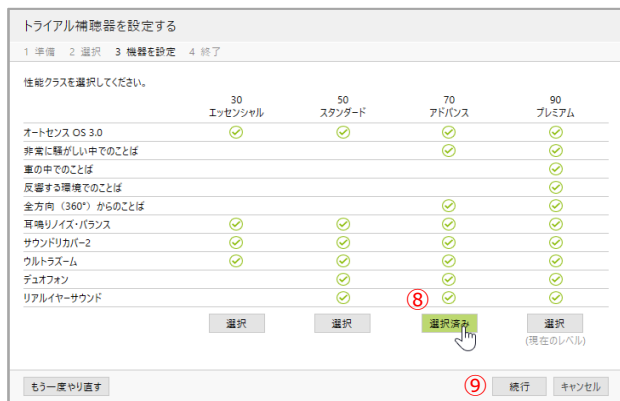 トライアル補聴器を設定する
1 準備 2 選択 3 機器を設定 4 終了
性能クラスを選択してください。
30 50 70 90
エッセンシャル スタンダード アドバンス プレミアム
オートセンス OS 3.0
非常に騒がしい中でのことば
車の中でのことば
反響する環境でのことば
全方向（360°）からのことば
耳鳴りノイズ・バランス
サウンドリカバー2
ウルトラズーム
デュオフォン
リアルイヤーサウンド
⑧
選択 選択 選択済み 選択
(現在のレベル)
もう一度やり直す ⑨ 続行 キャンセル